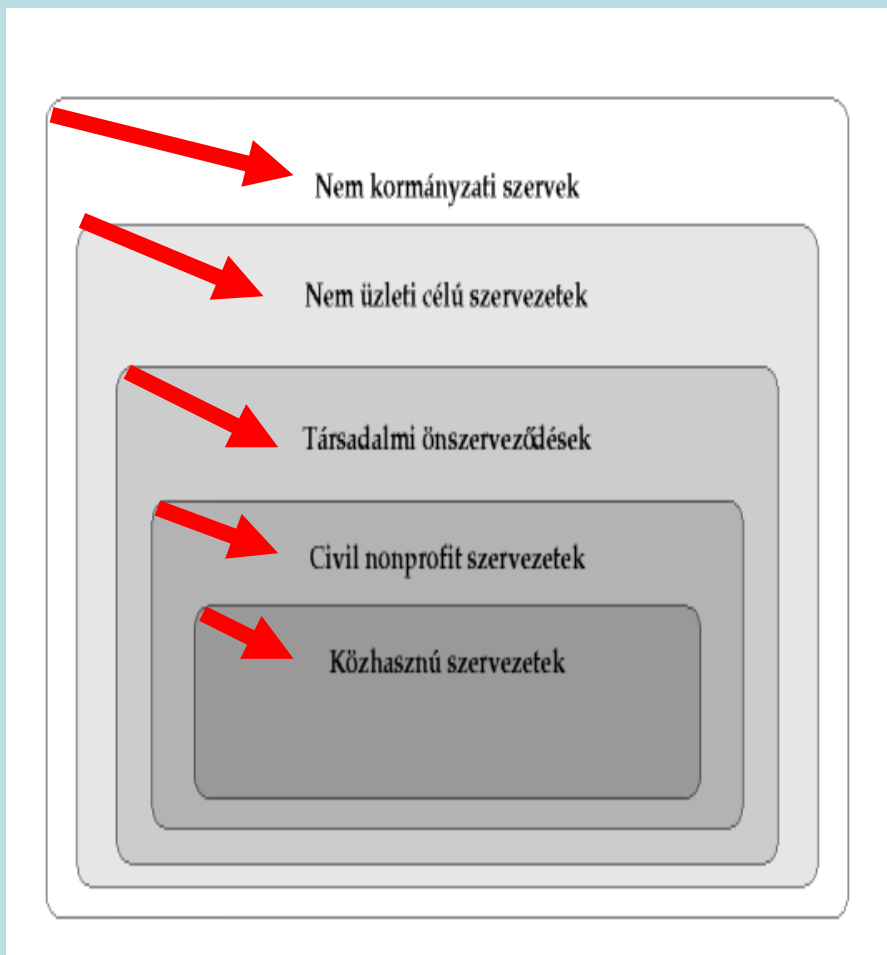 Nem kormányzati szervek
Nem üzleti célú szervezetek
Társadalmi önszerveződések
Civil nonprofit szervezetek
Közhasznú szervezetek